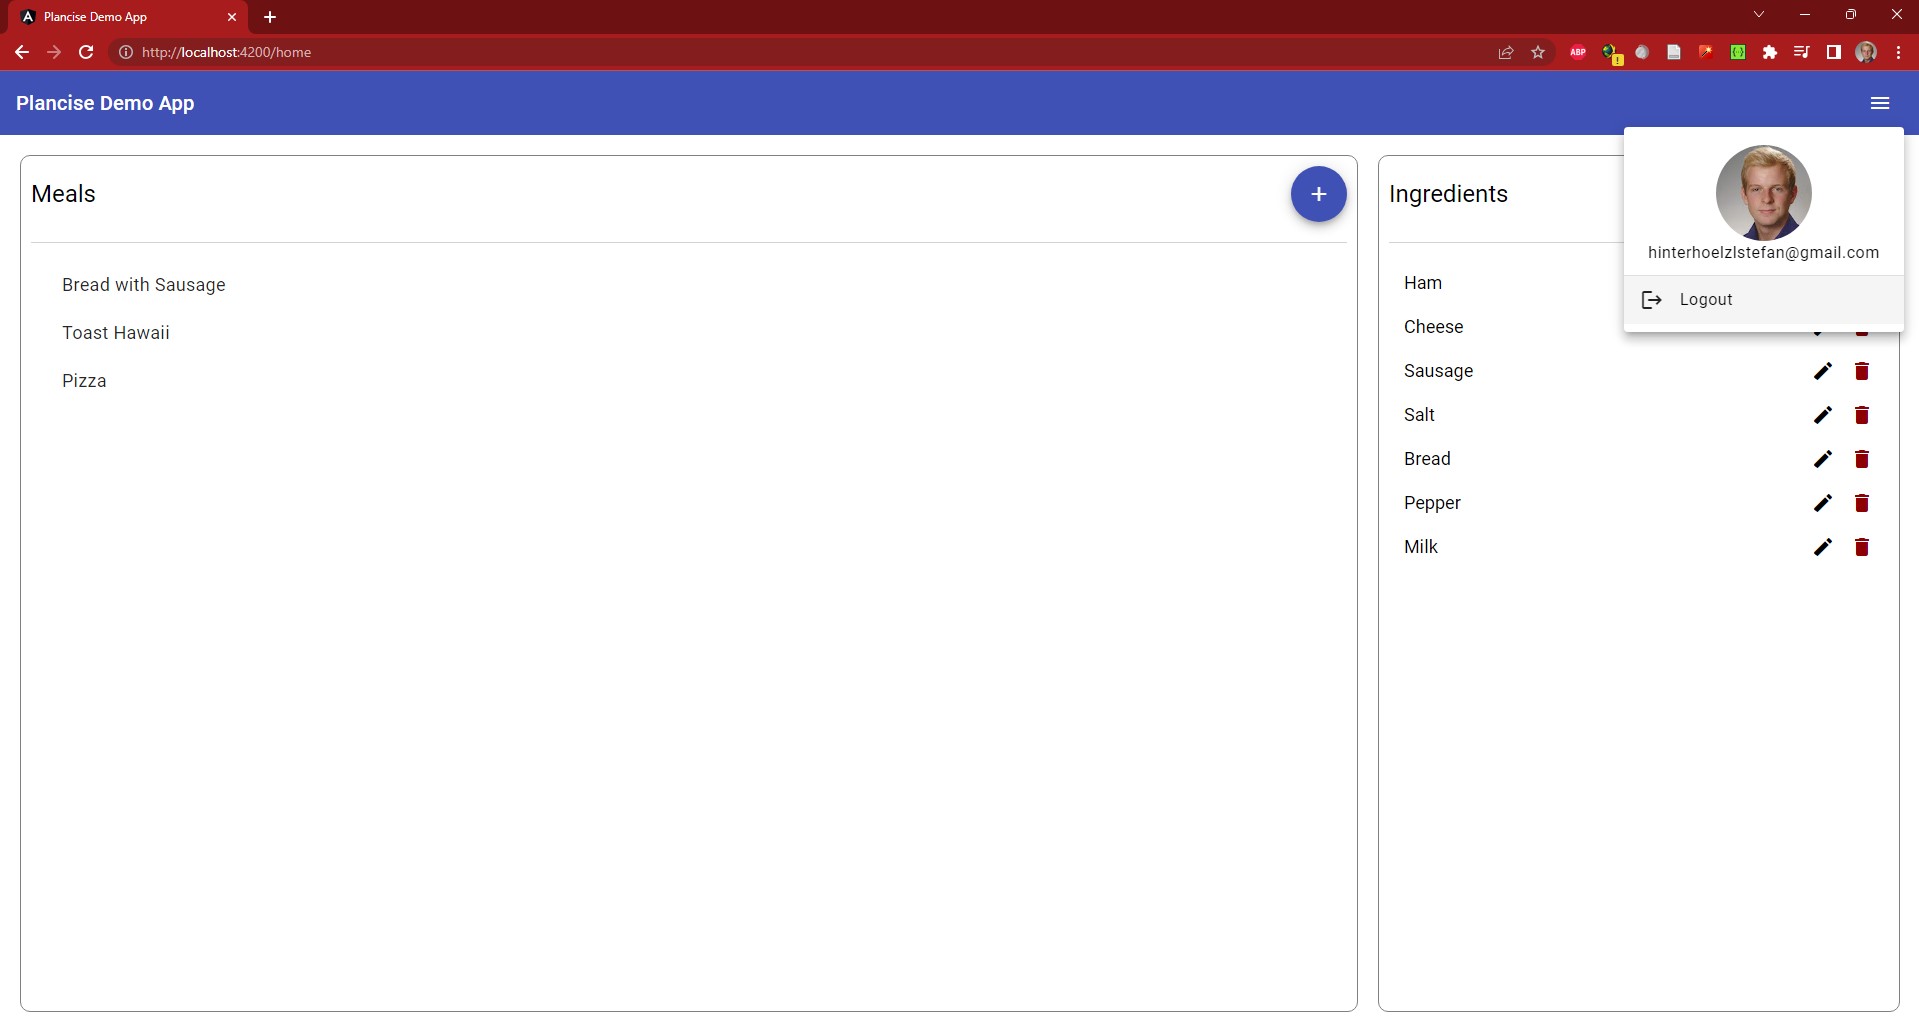 Plancise Demo App
http://localhost:4200/home
ABP
Plancise Demo App
Meals
Bread with Sausage
Toast Hawaii
Pizza
Ingredients
Ham
Cheese
Sausage
Salt
Bread
Pepper
Milk
hinterhoelzlstefan@gmail.com
Logout